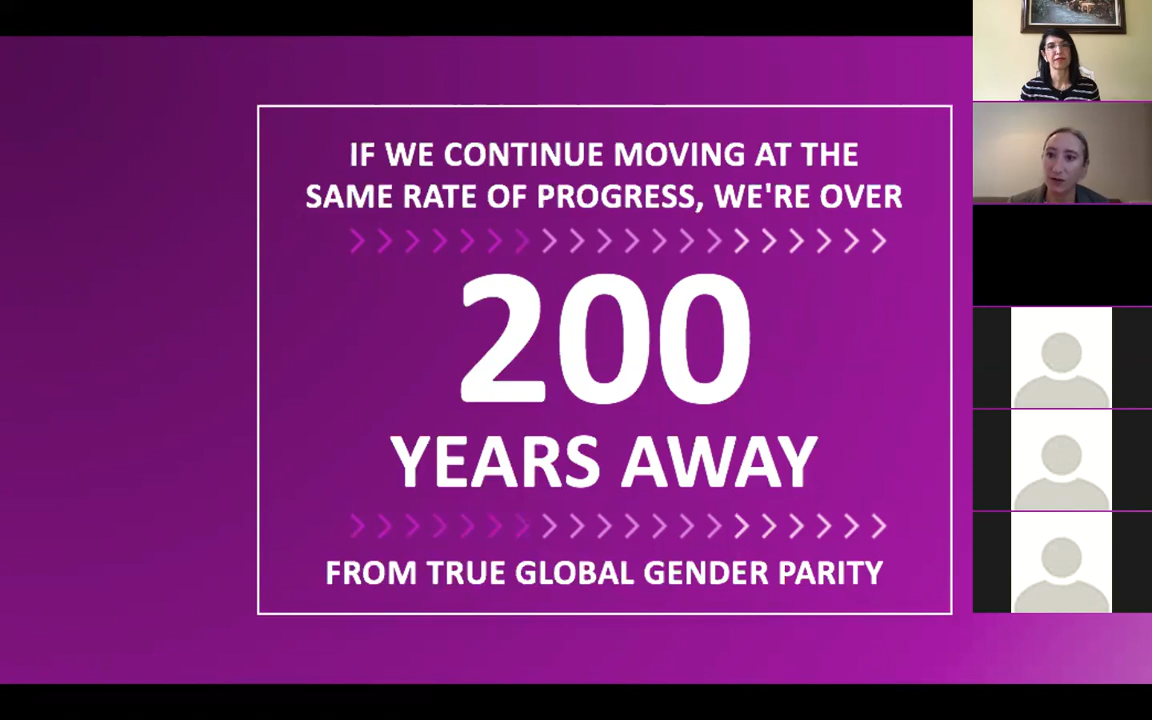 IF WE CONTINUE MOVING AT THE
SAME RATE OF PROGRESS, WE'RE OVER
200
YEARS AWAY
FROM TRUE GLOBAL GENDER PARITY